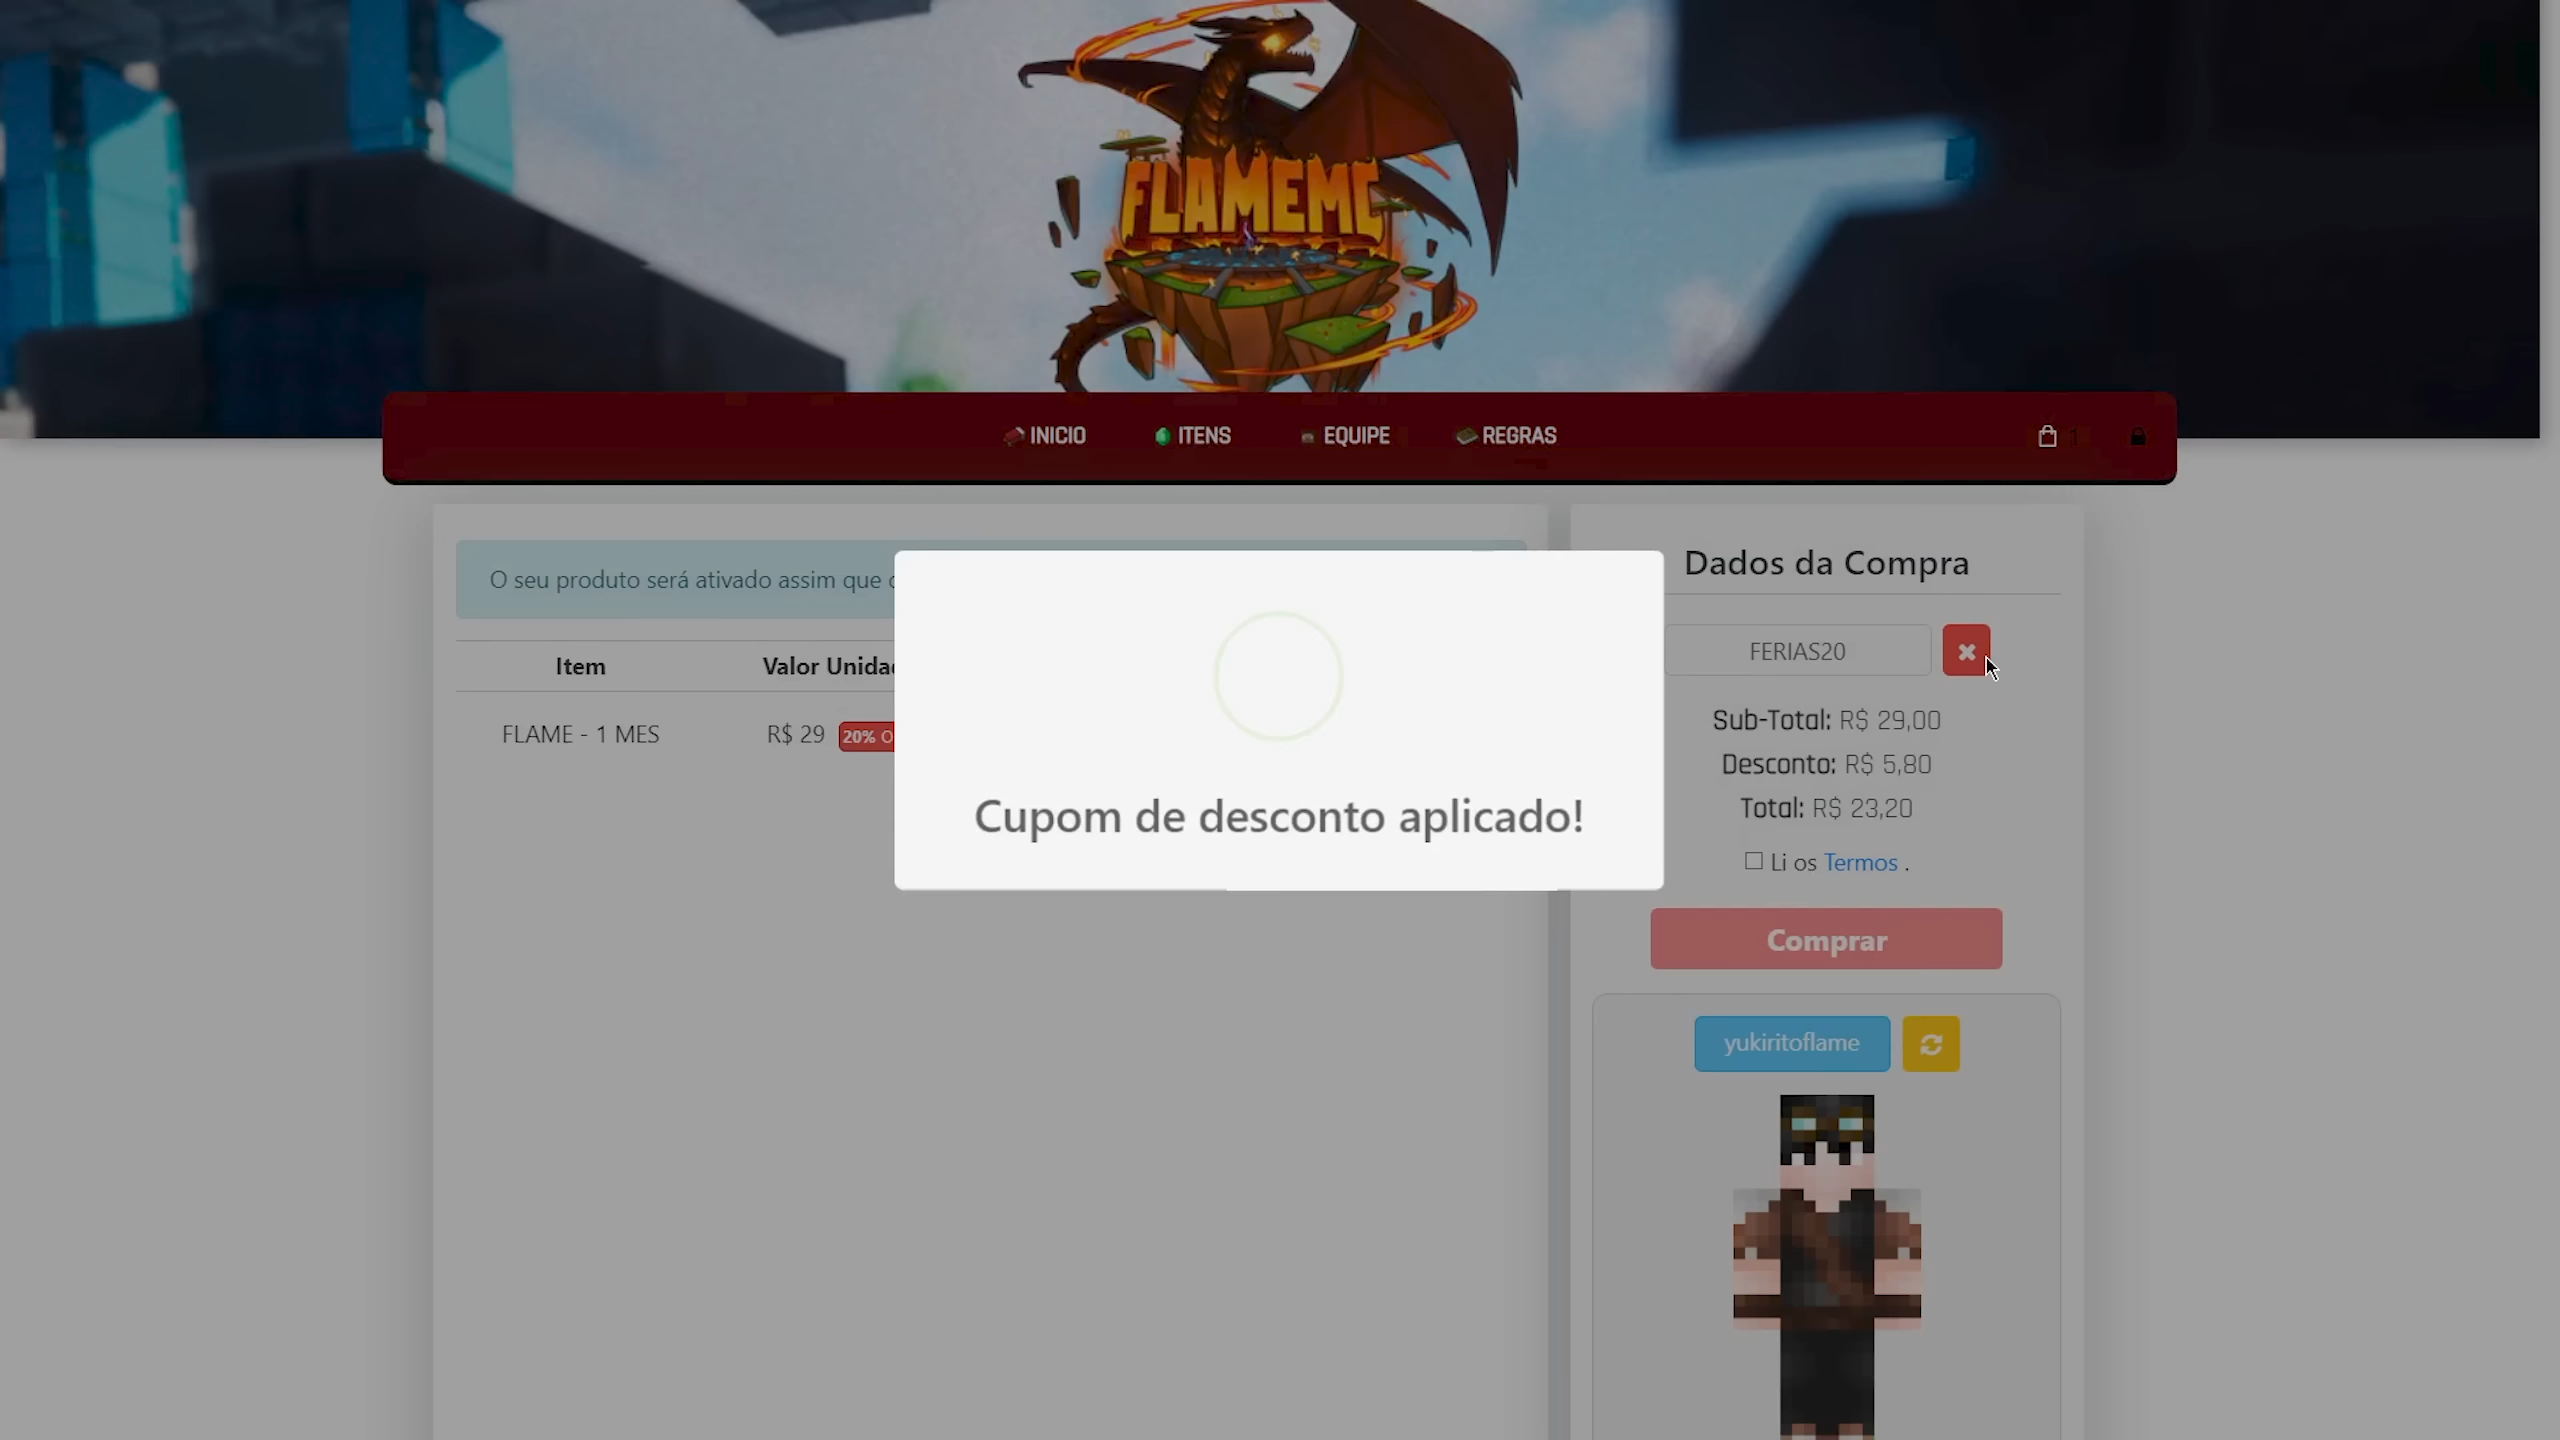 FLAMEMC
INICIO
ITENS
EQUIPE
REGRAS
1
O seu produto será ativado assim que
Item
Valor
FLAME - 1 MES
R$ 29
20%
Cupom de desconto aplicado!
Dados da Compra
FERIAS20
Sub-Total: R$ 29,00
Desconto: R$ 5,80
Total: R$ 23,20
Li os Termos .
Comprar
yukiritoflame